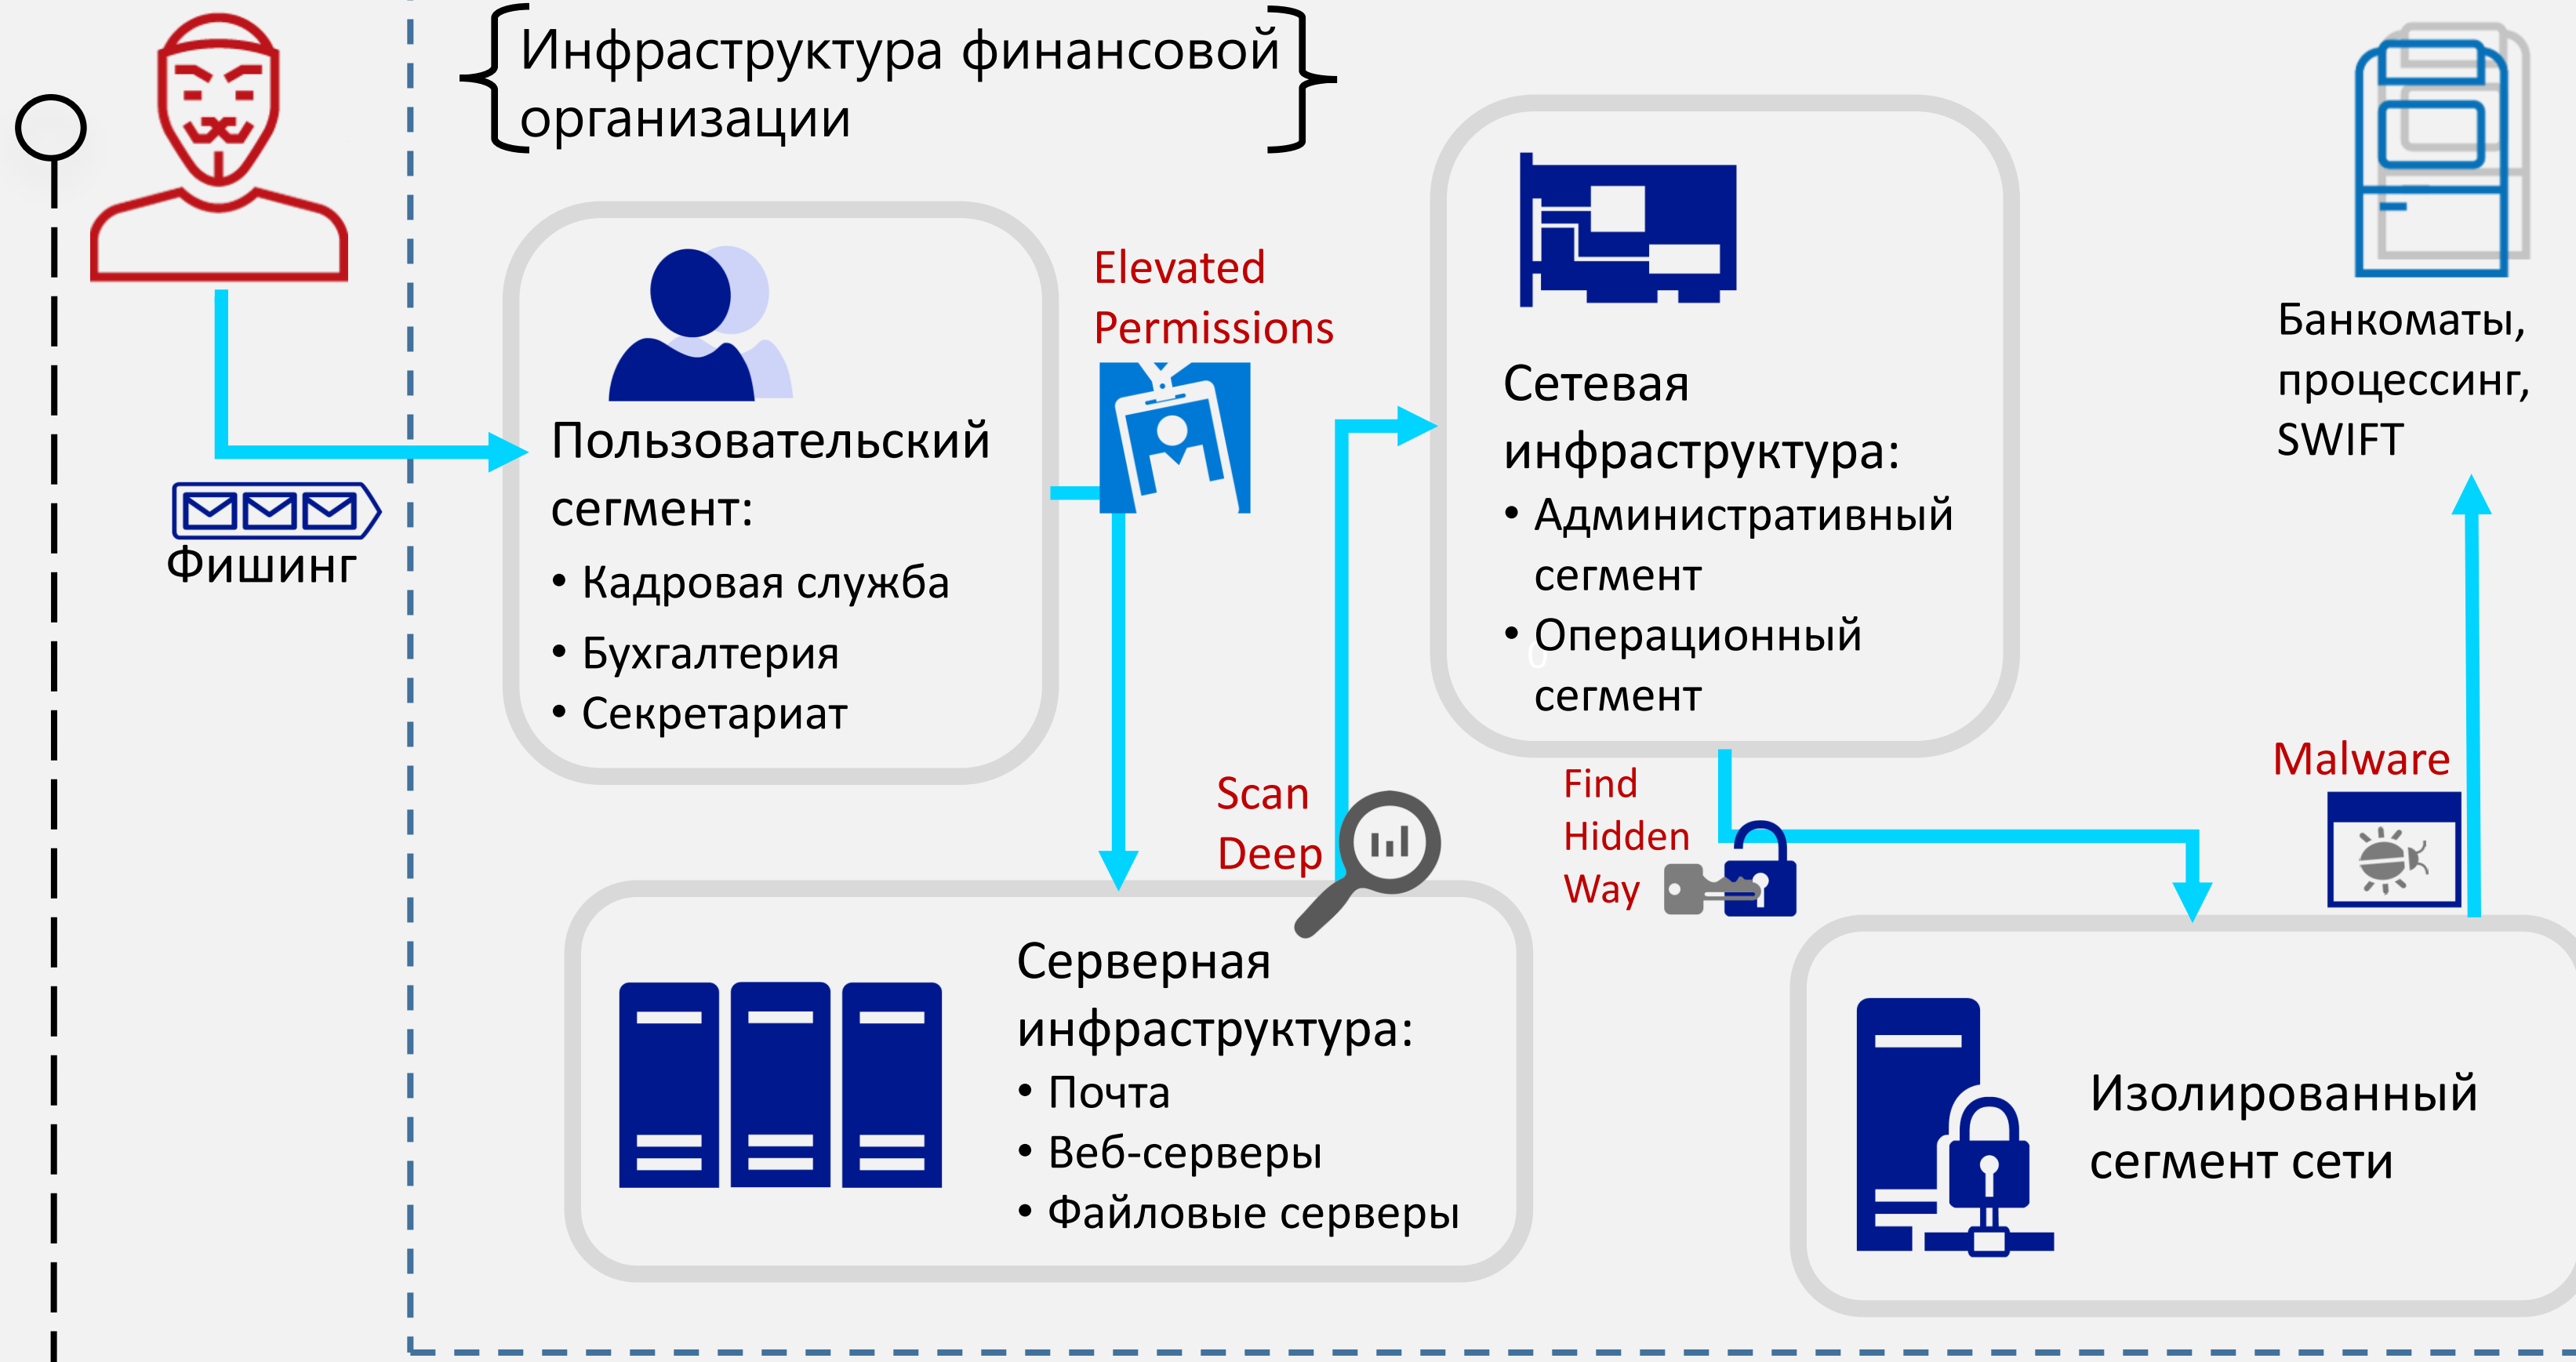 Инфраструктура финансовой
организации
Фишинг
Пользовательский
сегмент:
• Кадровая служба
• Бухгалтерия
• Секретариат
Elevated
Permissions
Серверная
инфраструктура:
• Почта
• Веб-серверы
• Файловые серверы
Scan
Deep
Сетевая
инфраструктура:
• Административный
сегмент
• Операционный
сегмент
0
Find
Hidden
Way
Изолированный
сегмент сети
Malware
Банкоматы,
процессинг,
SWIFT